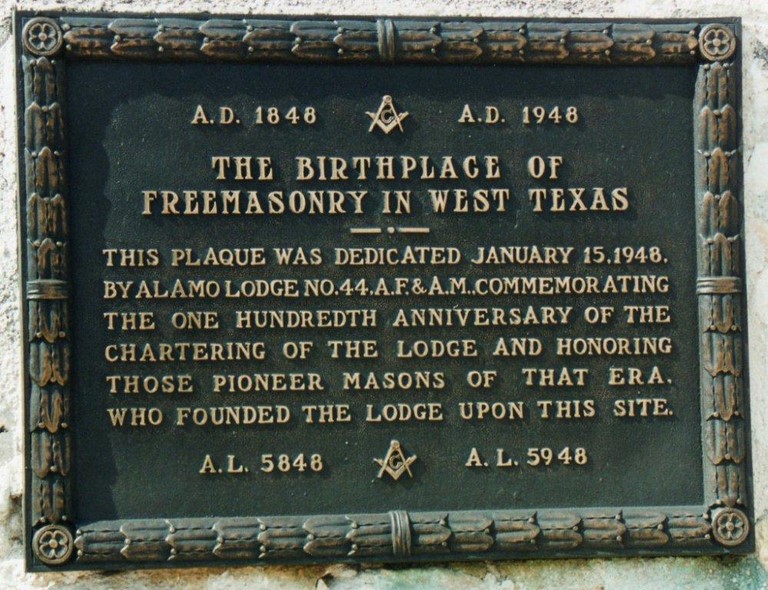 A.D. 1848 G A.D. 1948
THE BIRTHPLACE OF
FREEMASONRY IN WEST TEXAS
THIS PLAQUE WAS DEDICATED JANUARY 15, 1948,
BY ALAMO LODGE NO. 44, A.F. & A.M., COMMEMORATING
THE ONE HUNDREDTH ANNIVERSARY OF THE
CHARTERING OF THE LODGE AND HONORING
THOSE PIONEER MASONS OF THAT ERA,
WHO FOUNDED THE LODGE UPON THIS SITE.
A.L. 5848 G A.L. 5948